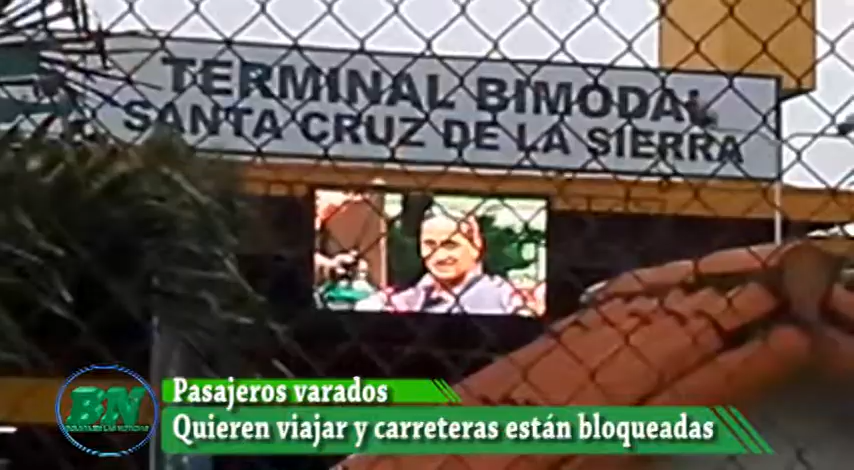 TERMINAL BIMODAL
SANTA CRUZ DE LA SIERRA
BN
Pasajeros varados
Quieren viajar y carreteras están bloqueadas